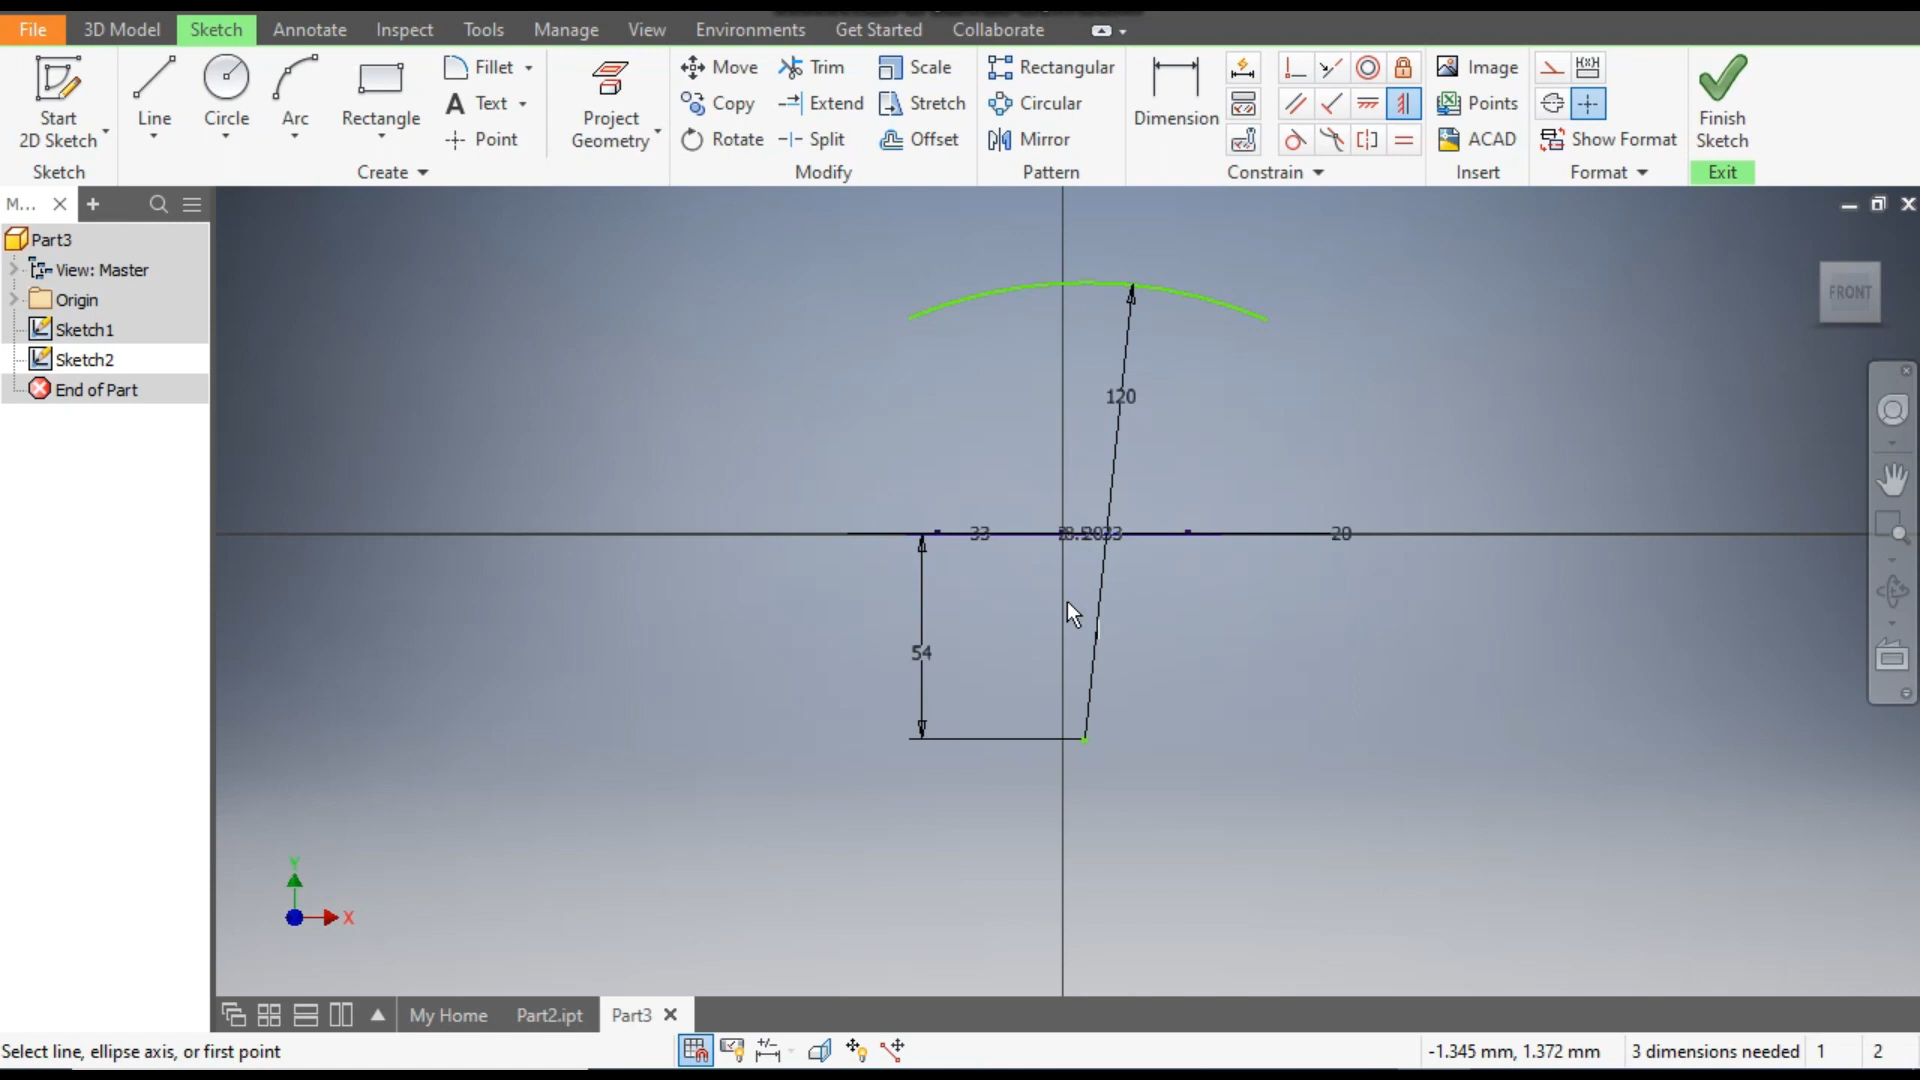 File 3D Model Sketch Annotate Inspect Tools Manage View Environments Get Started Collaborate
Start 2D Sketch
Line
Circle
Arc
Rectangle
Fillet
Text
Point
Project Geometry
Move
Copy
Rotate
Trim
Extend
Split
Scale
Stretch
Offset
Rectangular
Circular
Mirror
Dimension
Image
Points
ACAD
Show Format
Finish Sketch
Sketch Create Modify Pattern Constrain Insert Format Exit
M...
Part3
View: Master
Origin
Sketch1
Sketch2
End of Part
FRONT
120
33
20
54
Y
X
My Home Part2.ipt Part3
Select line, ellipse axis, or first point
-1.345 mm, 1.372 mm 3 dimensions needed 1 2